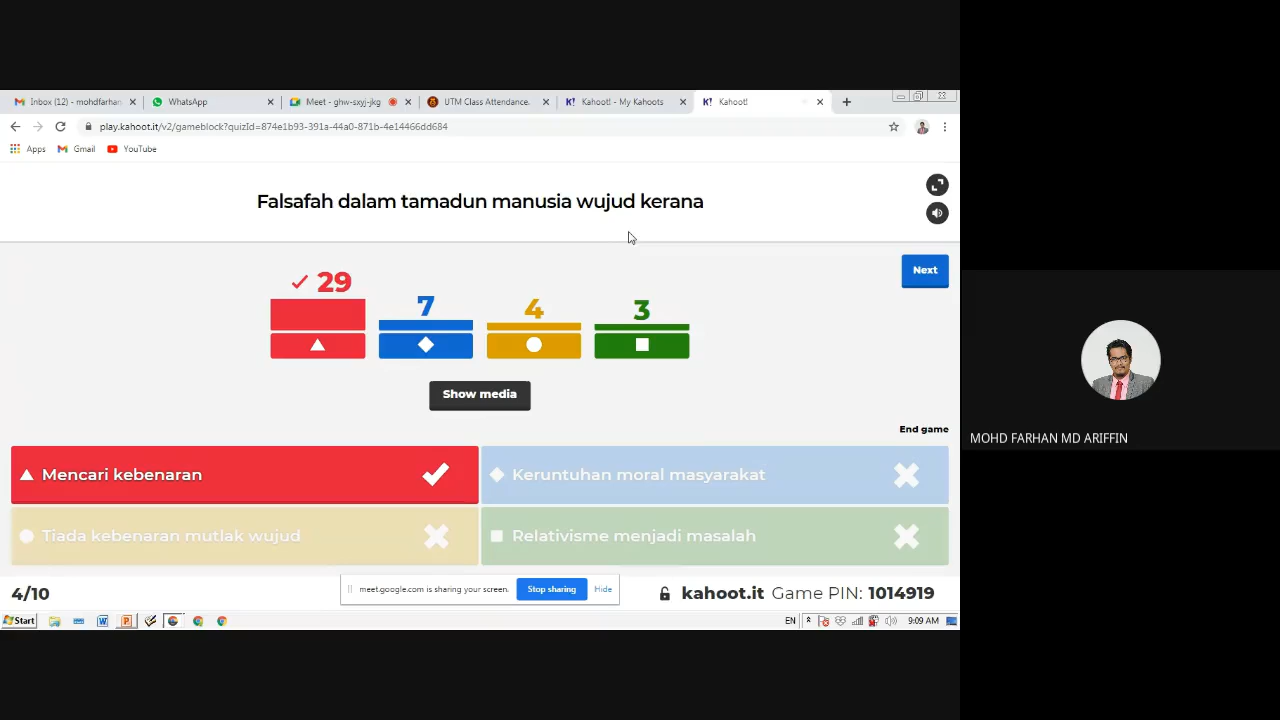 Inbox (12) - mohdfarhan
WhatsApp
Meet - ghw-sxyj-jkg
UTM Class Attendance.
Kahoot! - My Kahoots
Kahoot!
play.kahoot.it/v2/gameblock?quizId=874e1b93-391a-44a0-871b-4e14466dd684
Apps
Gmail
YouTube
Falsafah dalam tamadun manusia wujud kerana
Next
29
7
4
3
Show media
End game
Mencari kebenaran
Keruntuhan moral masyarakat
Tiada kebenaran mutlak wujud
Relativisme menjadi masalah
4/10
meet.google.com is sharing your screen.
Stop sharing
Hide
kahoot.it Game PIN: 1014919
Start
EN
9:09 AM
MOHD FARHAN MD ARIFFIN